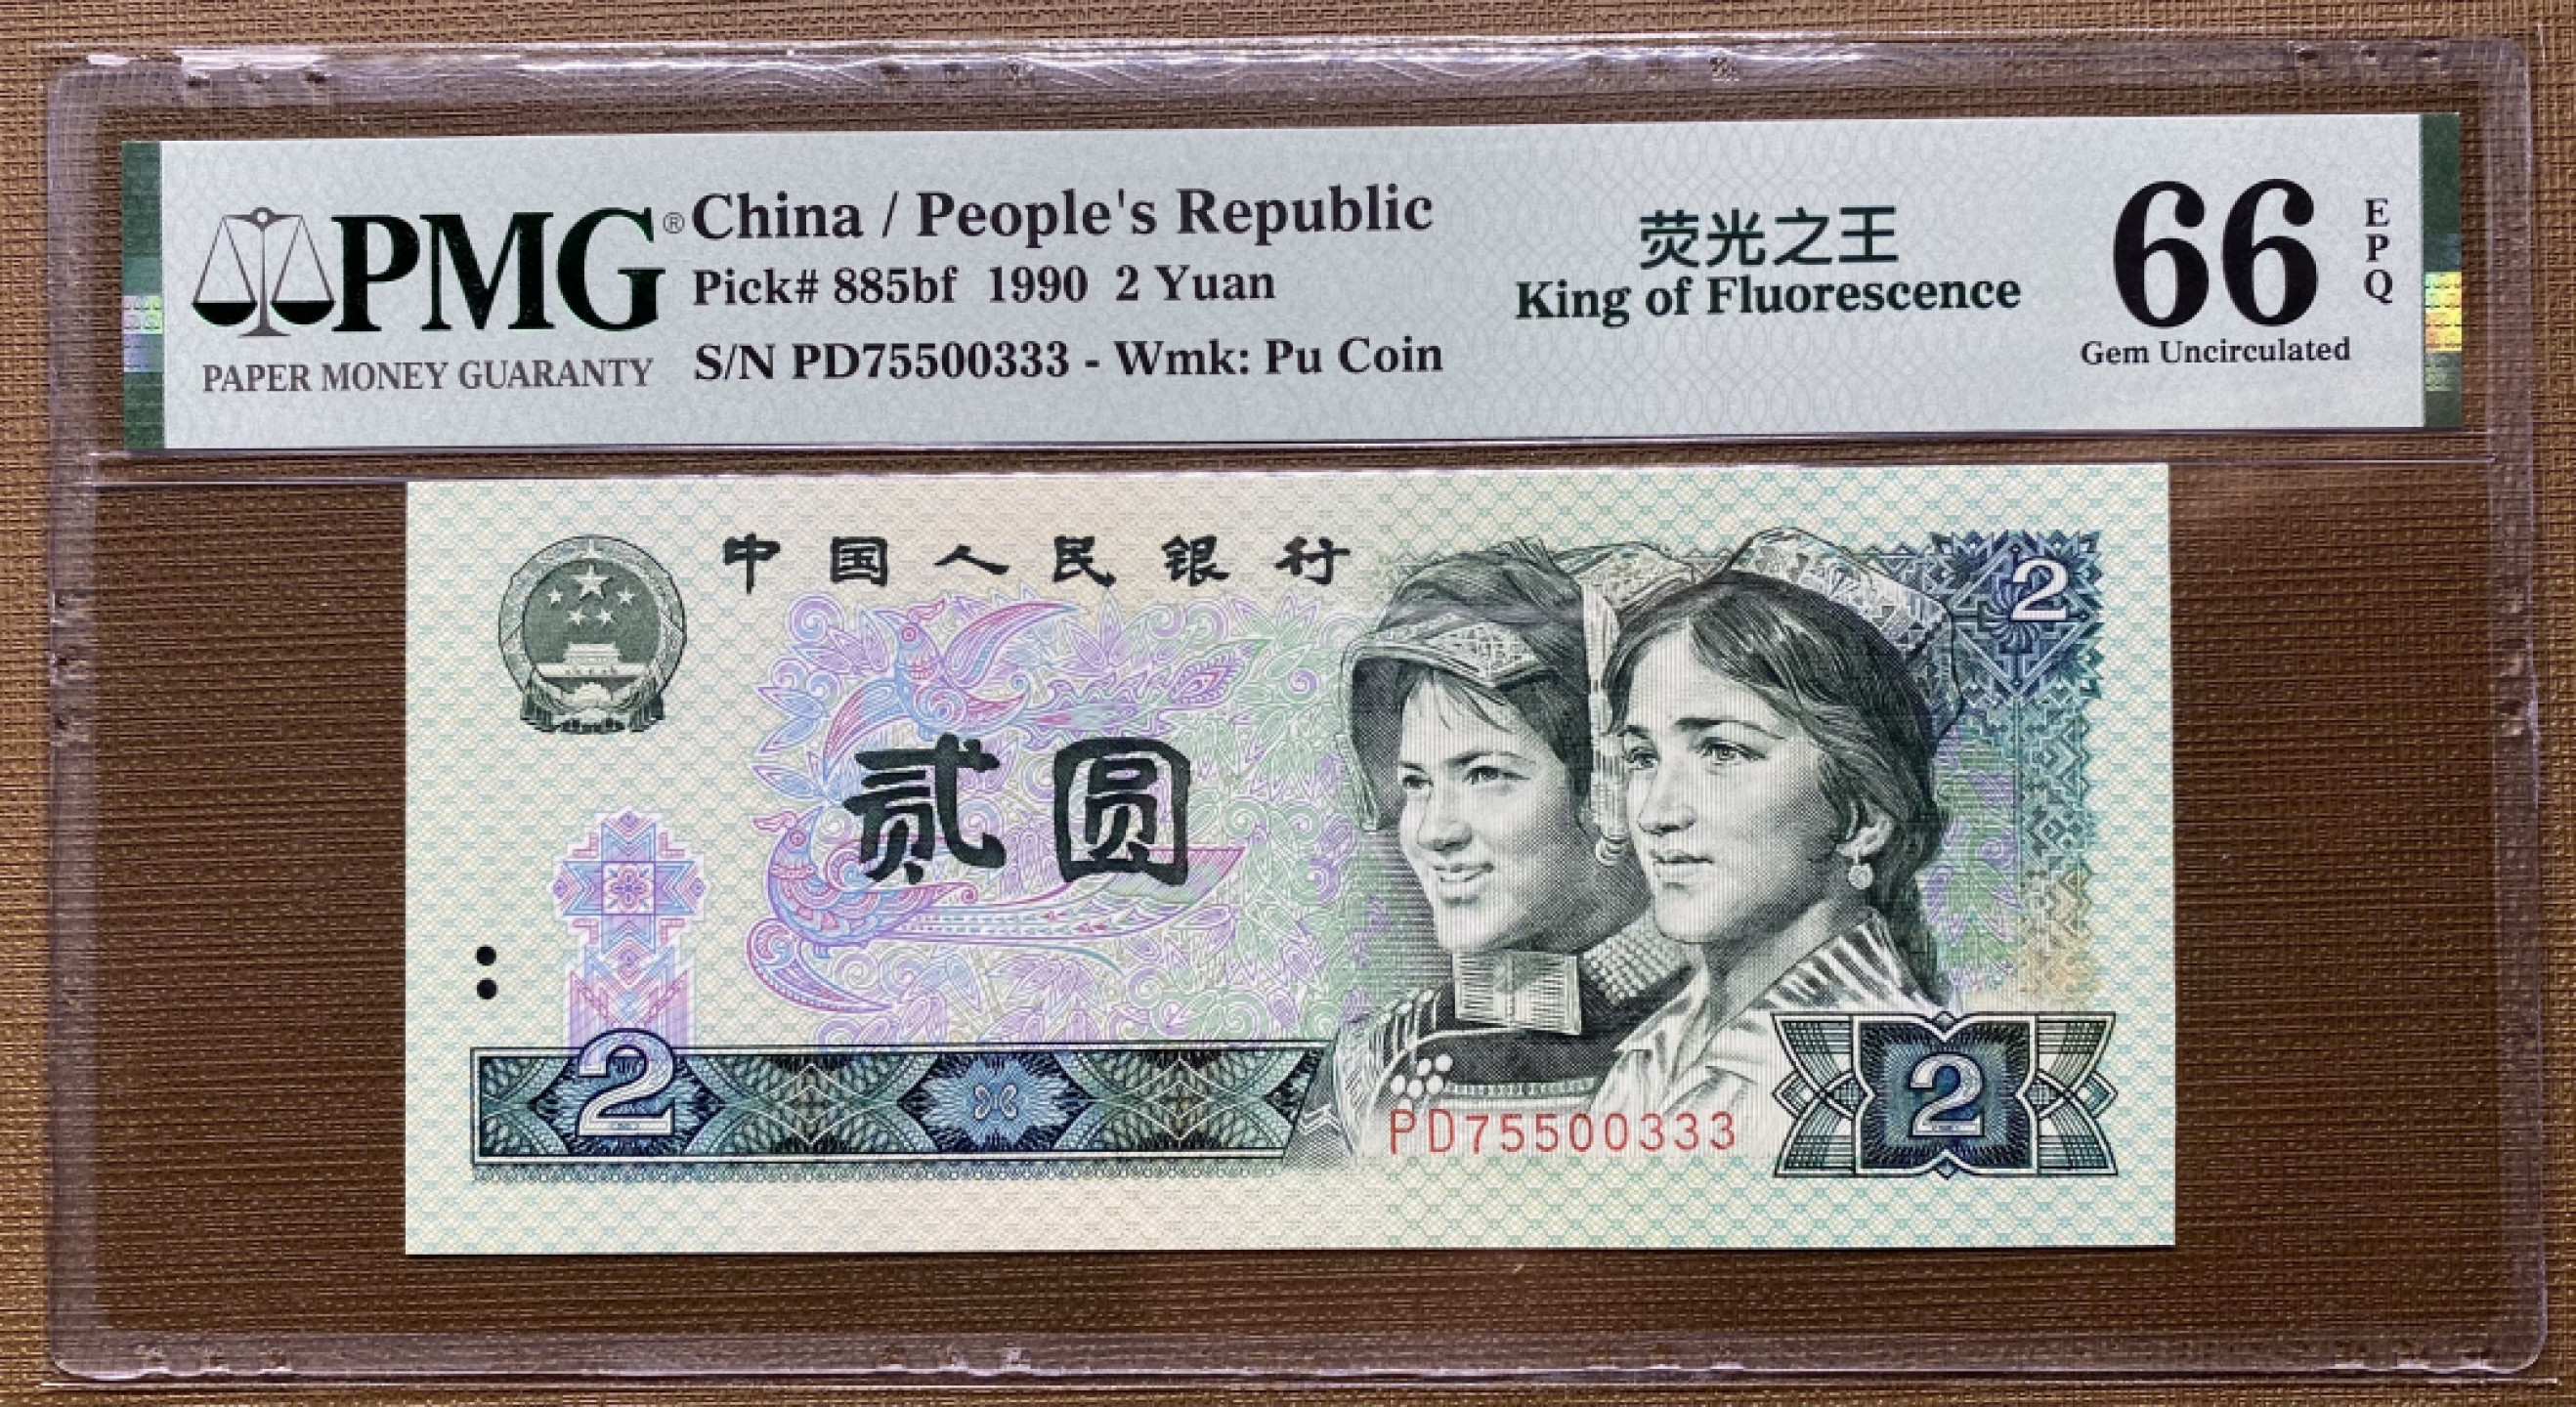 PMG®
PAPER MONEY GUARANTY
China / People's Republic
Pick# 885bf 1990 2 Yuan
S/N PD75500333 - Wmk: Pu Coin
荧光之王
King of Fluorescence
66
EPQ
Gem Uncirculated
中国人民银行
2
贰圆
2
2
PD75500333